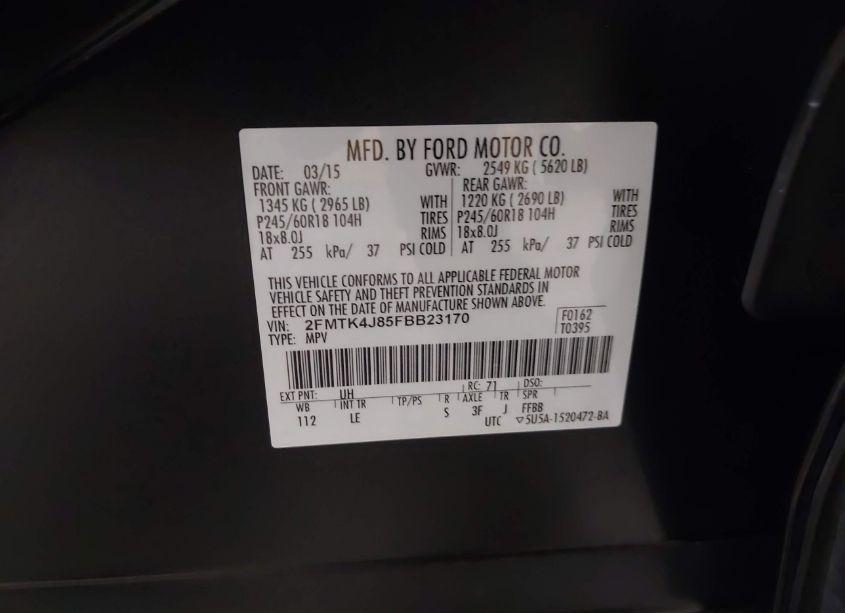 MFD. BY FORD MOTOR CO.
DATE: 03/15 GVWR: 2549 KG ( 5620 LB)
FRONT GAWR: REAR GAWR:
1345 KG ( 2965 LB) WITH 1220 KG ( 2690 LB) WITH
P245/60R18 104H TIRES P245/60R18 104H TIRES
18x8.0J RIMS 18x8.0J RIMS
AT 255 kPa/ 37 PSI COLD AT 255 kPa/ 37 PSI COLD
THIS VEHICLE CONFORMS TO ALL APPLICABLE FEDERAL MOTOR
VEHICLE SAFETY AND THEFT PREVENTION STANDARDS IN
EFFECT ON THE DATE OF MANUFACTURE SHOWN ABOVE.
VIN: 2FMTK4J85FBB23170 F0162
TYPE: MPV T0395
EXT PNT: UH RC: 71 DSO:
WB INT TR TP/PS R AXLE TR SPR
112 LE S 3F J FFBB
UTC ▽5U5A-1520472-BA